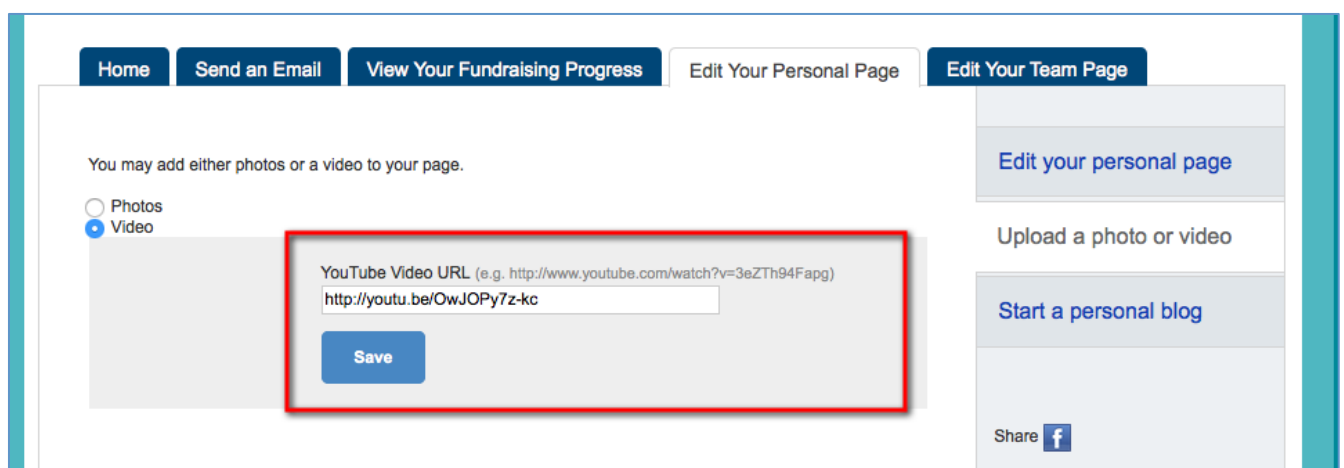 Home Send an Email View Your Fundraising Progress Edit Your Personal Page Edit Your Team Page
You may add either photos or a video to your page.
Photos
Video
YouTube Video URL (e.g. http://www.youtube.com/watch?v=3eZTh94Fapg)
http://youtu.be/OwJOPy7z-kc
Save
Edit your personal page
Upload a photo or video
Start a personal blog
Share f